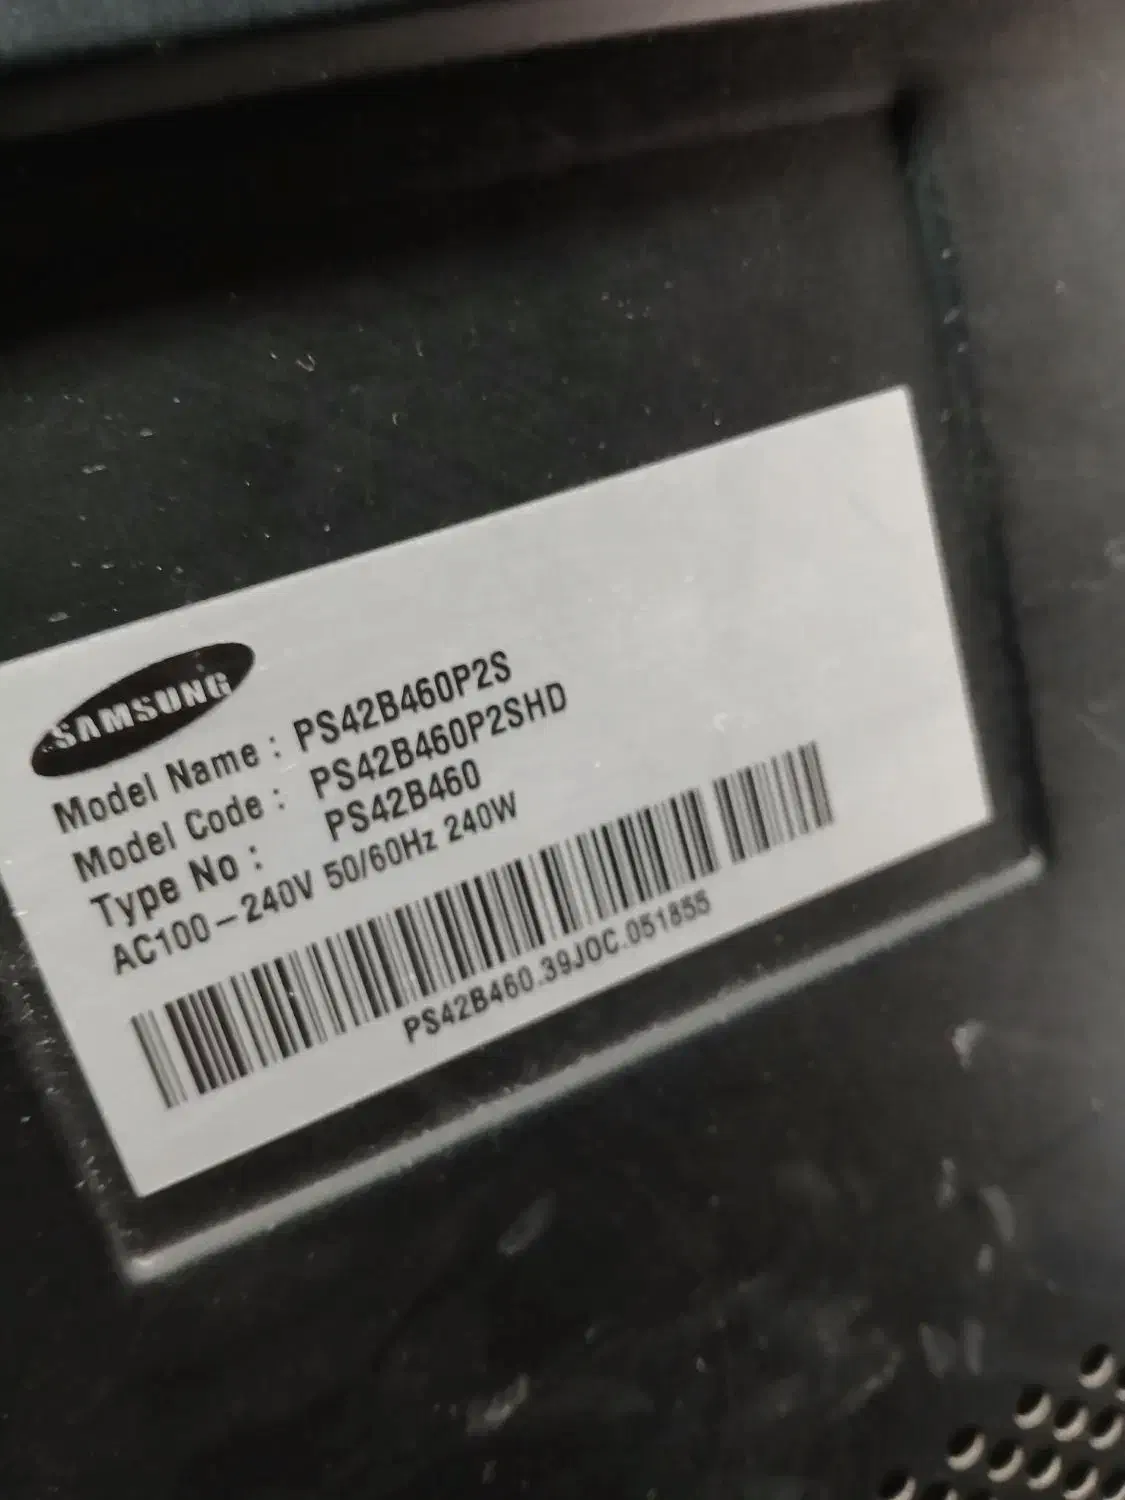 SAMSUNG
Model Name : PS42B460P2S
Model Code : PS42B460P2SHD
Type No : PS42B460
AC100-240V 50/60Hz 240W
PS42B460.39JOC.051855